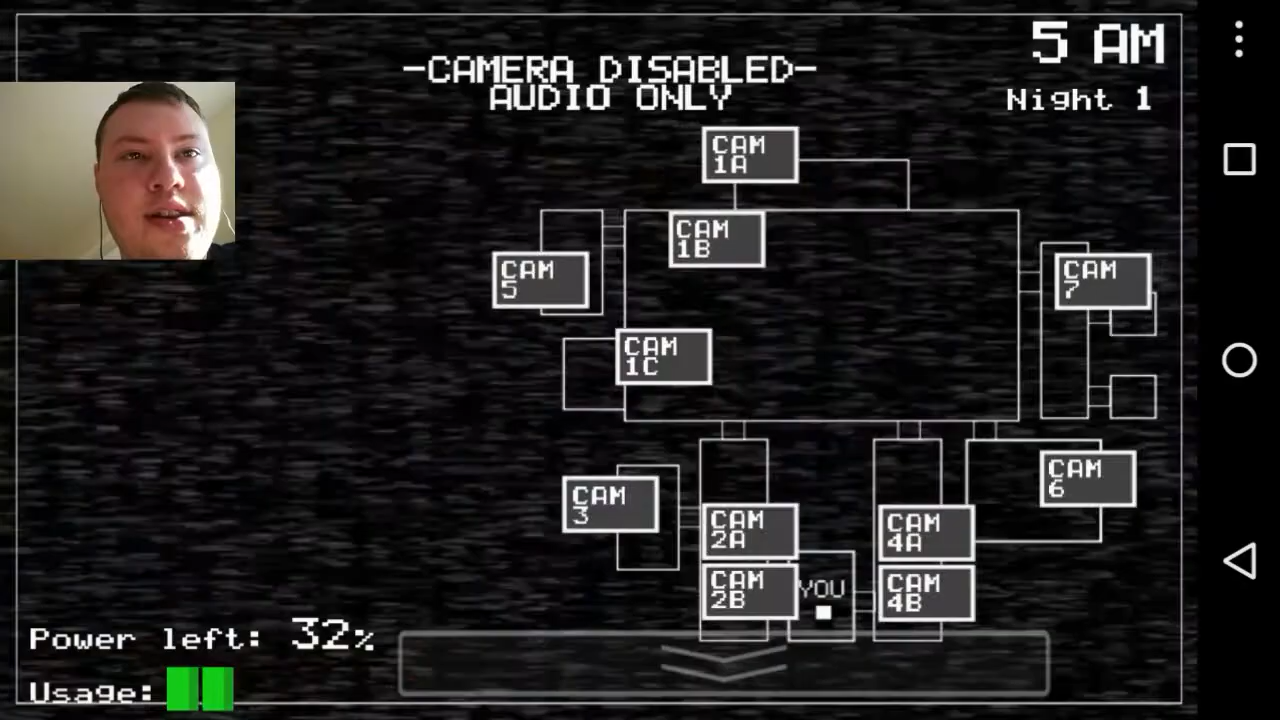 5 AM
-CAMERA DISABLED-
AUDIO ONLY
Night 1
CAM
1A
CAM
1B
CAM
5
CAM
7
CAM
1C
CAM
6
CAM
3
CAM
2A
CAM
4A
CAM
2B
YOU
CAM
4B
Power left: 32%
Usage: